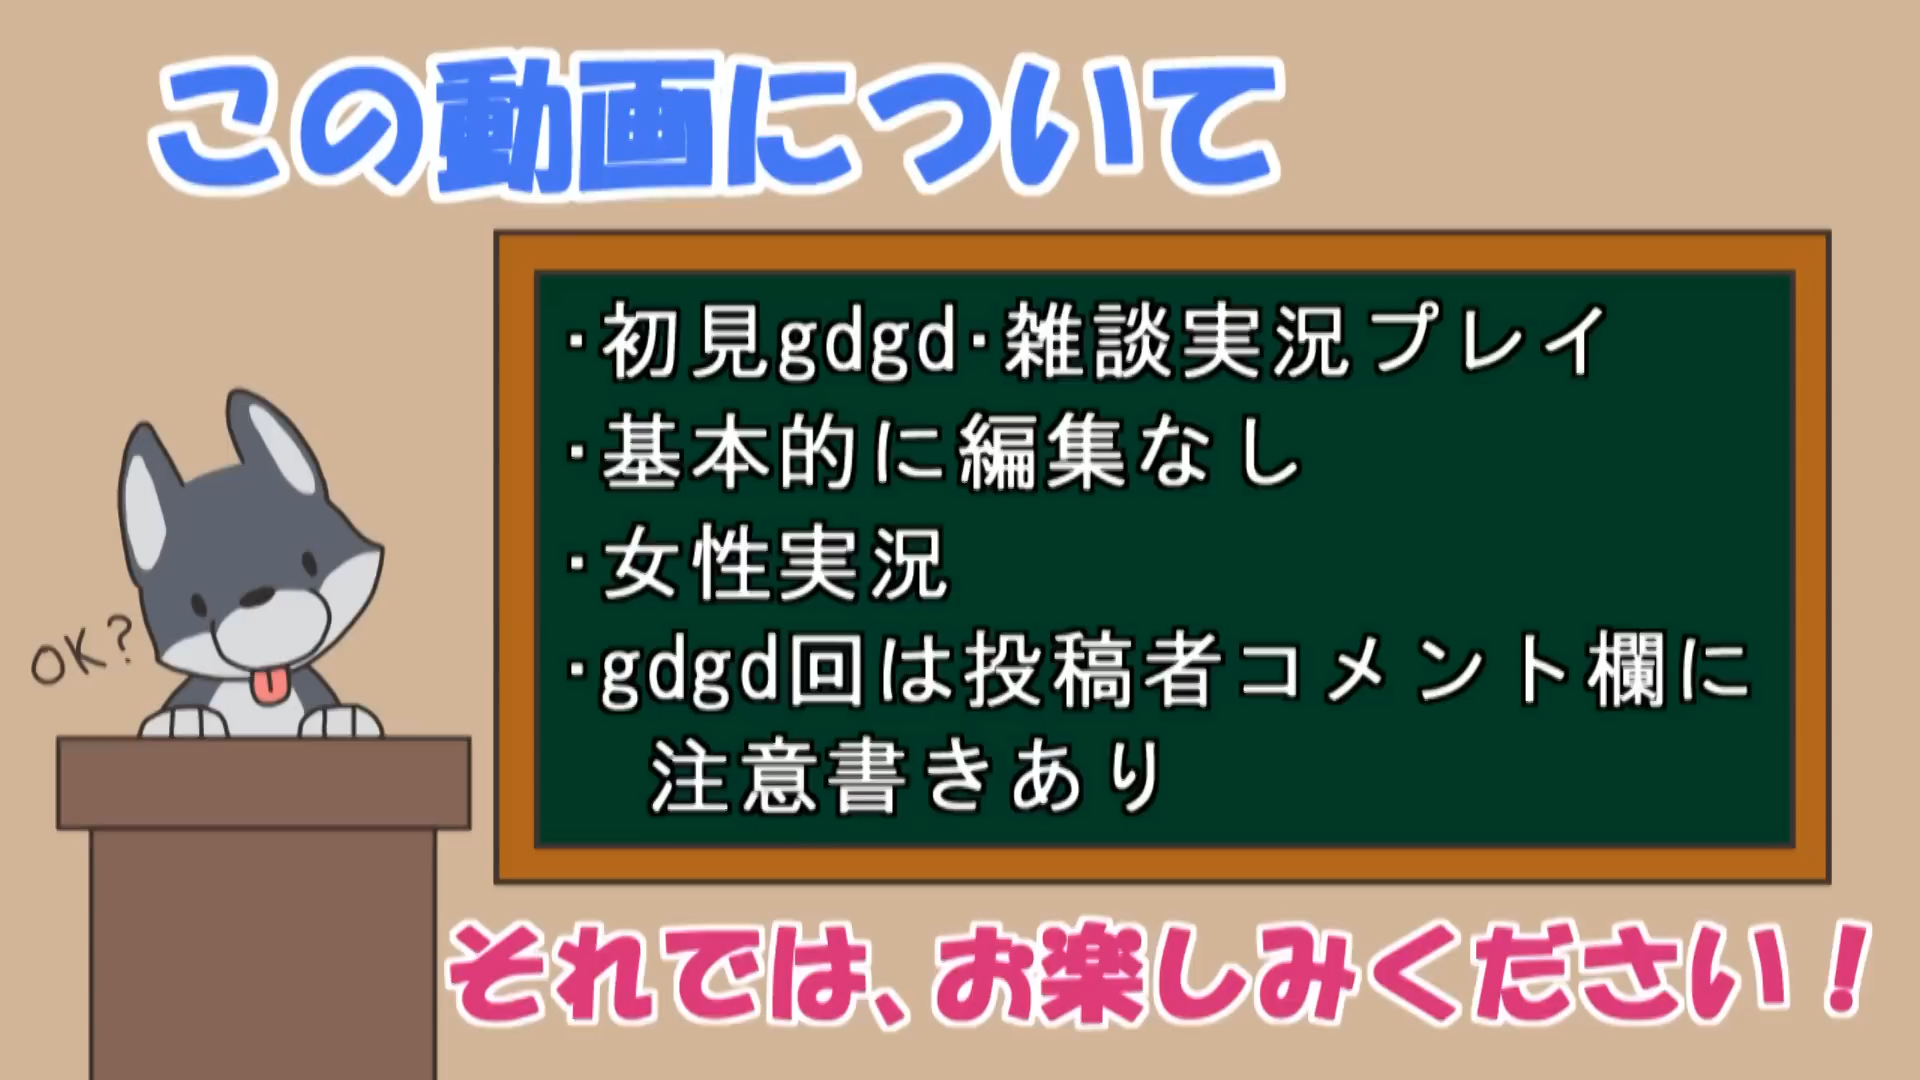 この動画について
・初見gdgd・雑談実況プレイ
・基本的に編集なし
・女性実況
・gdgd回は投稿者コメント欄に
注意書きあり
OK?
それでは、お楽しみください！